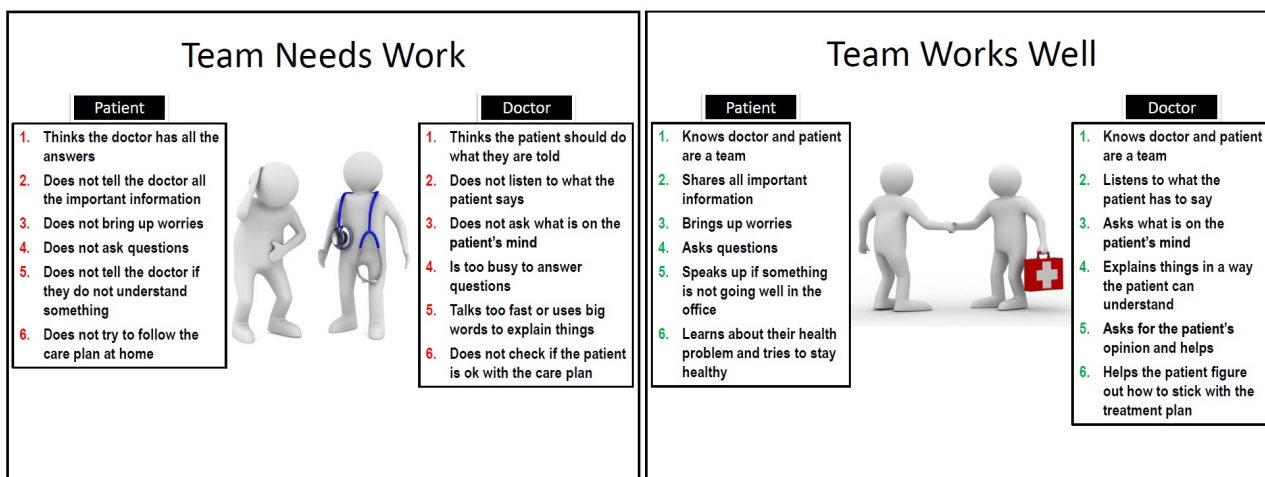 Team Needs Work
Patient
1. Thinks the doctor has all the
answers
2. Does not tell the doctor all
the important information
3. Does not bring up worries
4. Does not ask questions
5. Does not tell the doctor if
they do not understand
something
6. Does not try to follow the
care plan at home
Doctor
1. Thinks the patient should do
what they are told
2. Does not listen to what the
patient says
3. Does not ask what is on the
patient's mind
4. Is too busy to answer
questions
5. Talks too fast or uses big
words to explain things
6. Does not check if the patient
is ok with the care plan
Team Works Well
Patient
1. Knows doctor and patient
are a team
2. Shares all important
information
3. Brings up worries
4. Asks questions
5. Speaks up if something
is not going well in the
office
6. Learns about their health
problem and tries to stay
healthy
Doctor
1. Knows doctor and patient
are a team
2. Listens to what the
patient has to say
3. Asks what is on the
patient's mind
4. Explains things in a way
the patient can
understand
5. Asks for the patient's
opinion and helps
6. Helps the patient figure
out how to stick with the
treatment plan